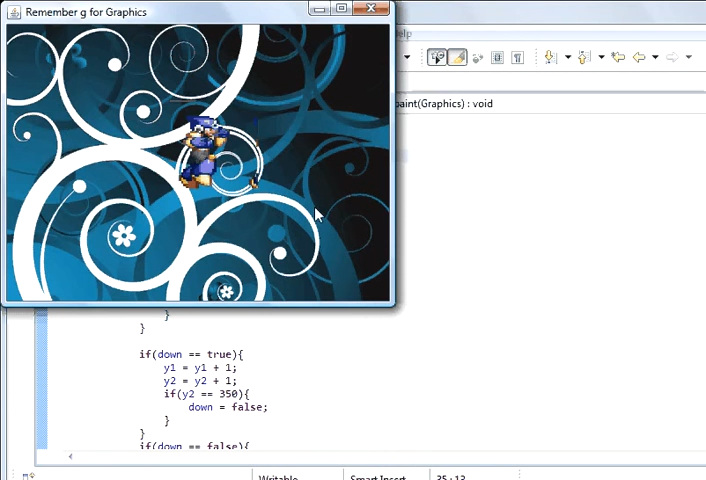 Remember g for Graphics
elp
paint(Graphics) : void
}
}
if(down == true){
y1 = y1 + 1;
y2 = y2 + 1;
if(y2 == 350){
down = false;
}
}
if(down == false){
Writable
Smart Insert
35 : 13